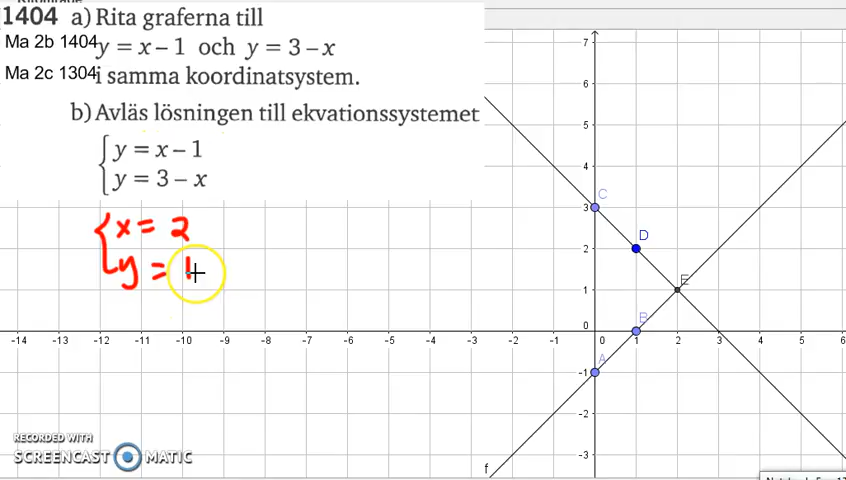 1404 a) Rita graferna till
Ma 2b 1404 y = x – 1 och y = 3 – x
Ma 2c 1304 i samma koordinatsystem.
b) Avläs lösningen till ekvationssystemet
y = x – 1
y = 3 – x
x = 2
y = 1
7
6
5
4
C
3
D
2
E
1
B
0
-14 -13 -12 -11 -10 -9 -8 -7 -6 -5 -4 -3 -2 -1 0 1 2 3 4 5 6
A
-1
-2
-3
f
RECORDED WITH
SCREENCAST MATIC